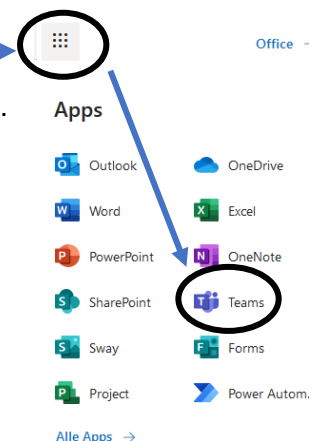 Office
.
Apps
Outlook OneDrive
Word Excel
PowerPoint OneNote
SharePoint Teams
Sway Forms
Project Power Autom.
Alle Apps →